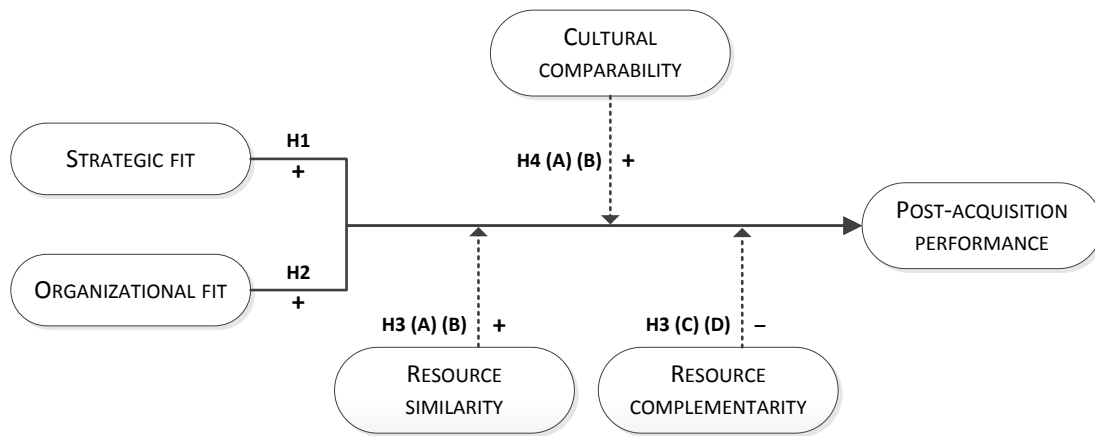 CULTURAL
COMPARABILITY
H1
STRATEGIC FIT
+
H4 (A) (B) +
POST-ACQUISITION
PERFORMANCE
H2
ORGANIZATIONAL FIT
+
H3 (A) (B) +
H3 (C) (D) –
RESOURCE
SIMILARITY
RESOURCE
COMPLEMENTARITY